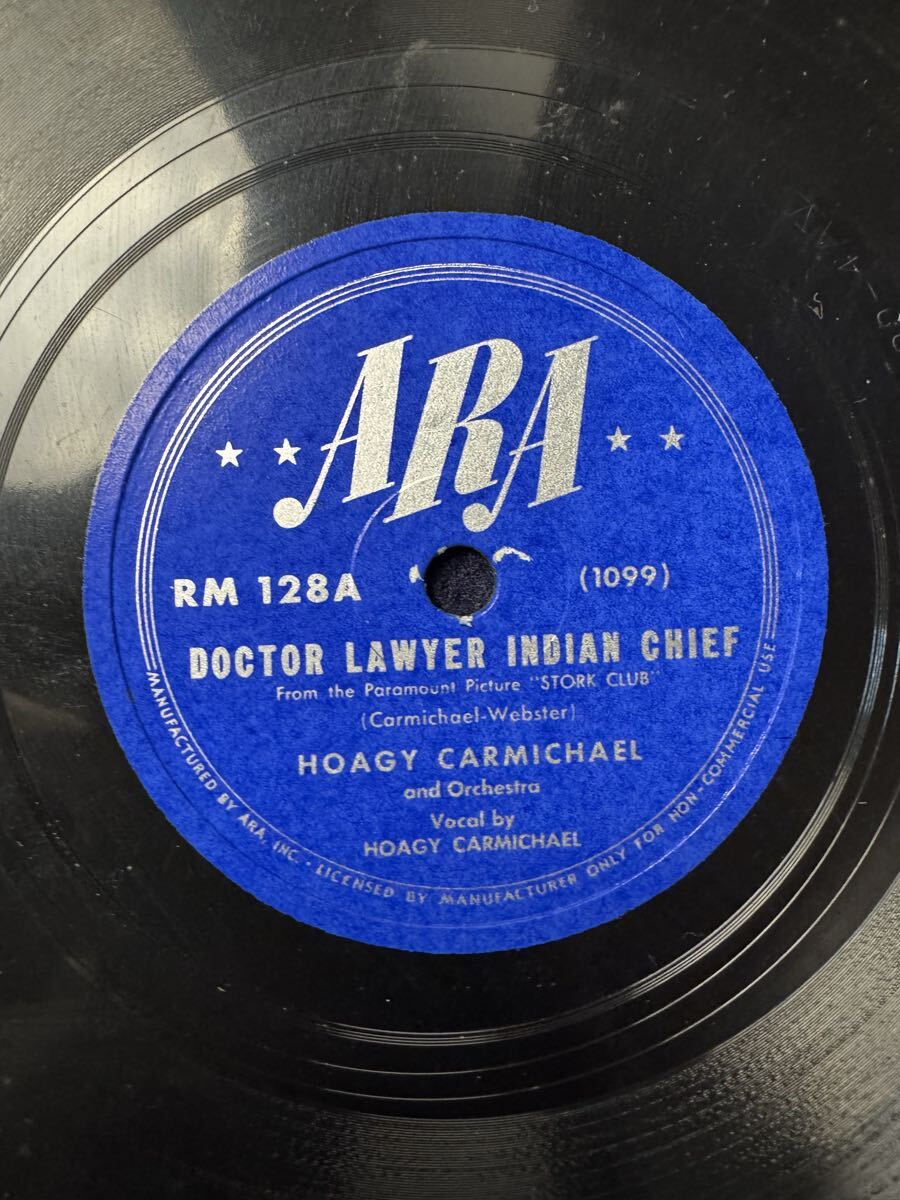 ARA
RM 128A
(1099)
DOCTOR LAWYER INDIAN CHIEF
From the Paramount Picture "STORK CLUB"
(Carmichael-Webster)
HOAGY CARMICHAEL
and Orchestra
Vocal by
HOAGY CARMICHAEL
MANUFACTURED BY ARA, INC. · LICENSED BY MANUFACTURER ONLY FOR NON-COMMERCIAL USE